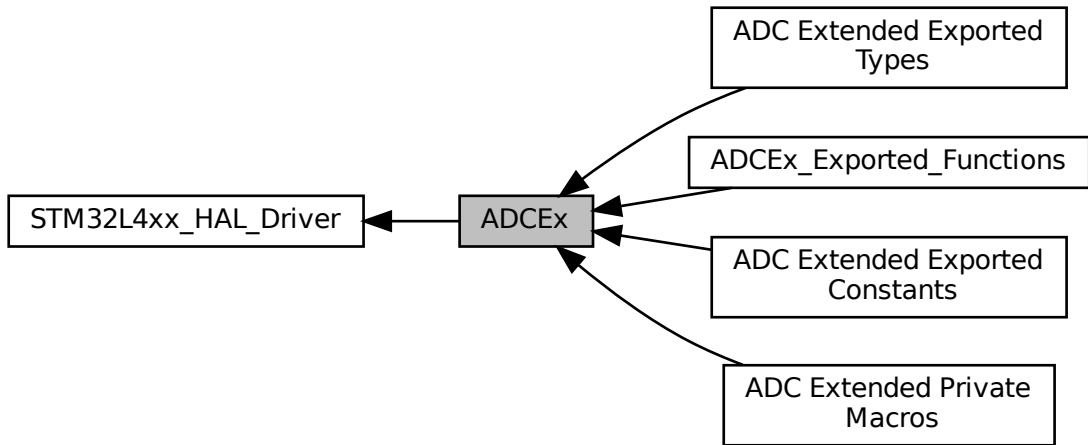 ADC Extended Exported
Types
ADCEx_Exported_Functions
STM32L4xx_HAL_Driver
ADCEx
ADC Extended Exported
Constants
ADC Extended Private
Macros